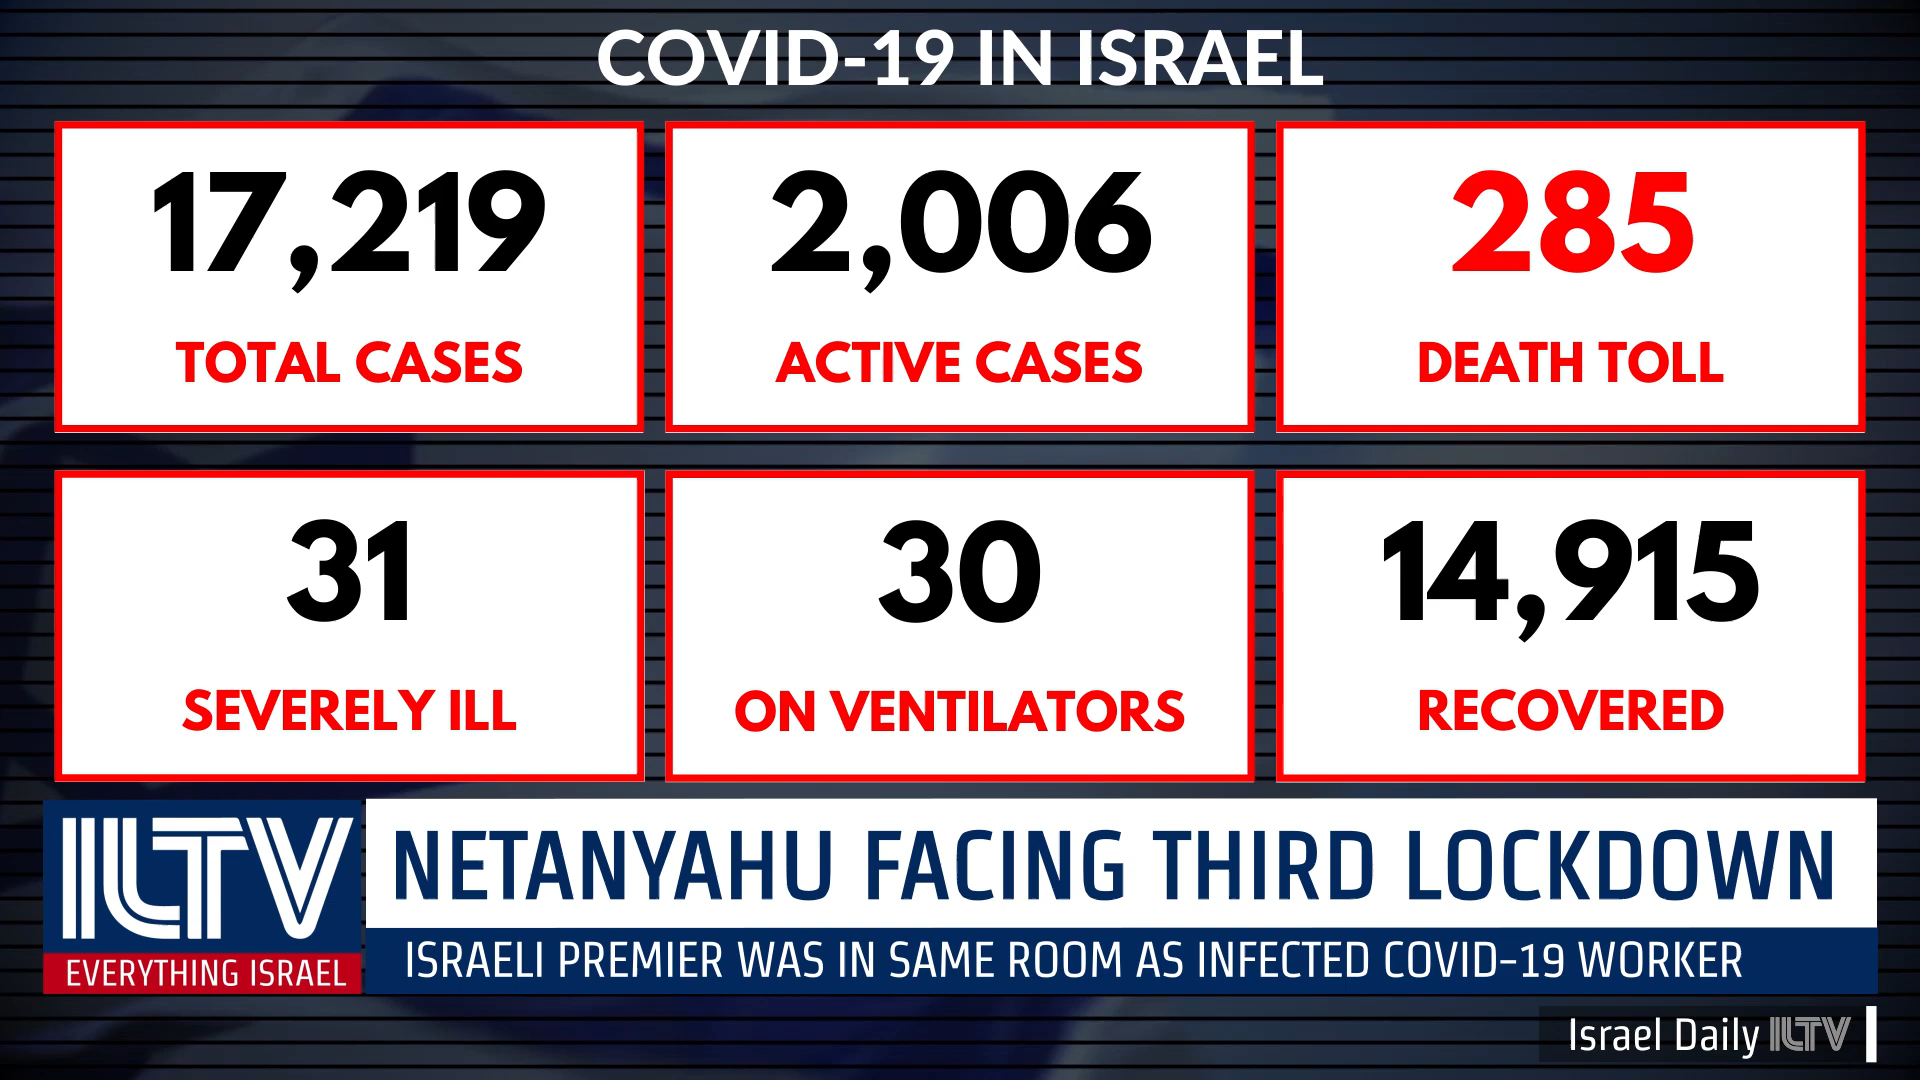 COVID-19 IN ISRAEL
17,219
TOTAL CASES
2,006
ACTIVE CASES
285
DEATH TOLL
31
SEVERELY ILL
30
ON VENTILATORS
14,915
RECOVERED
ILTV
EVERYTHING ISRAEL
NETANYAHU FACING THIRD LOCKDOWN
ISRAELI PREMIER WAS IN SAME ROOM AS INFECTED COVID-19 WORKER
Israel Daily ILTV